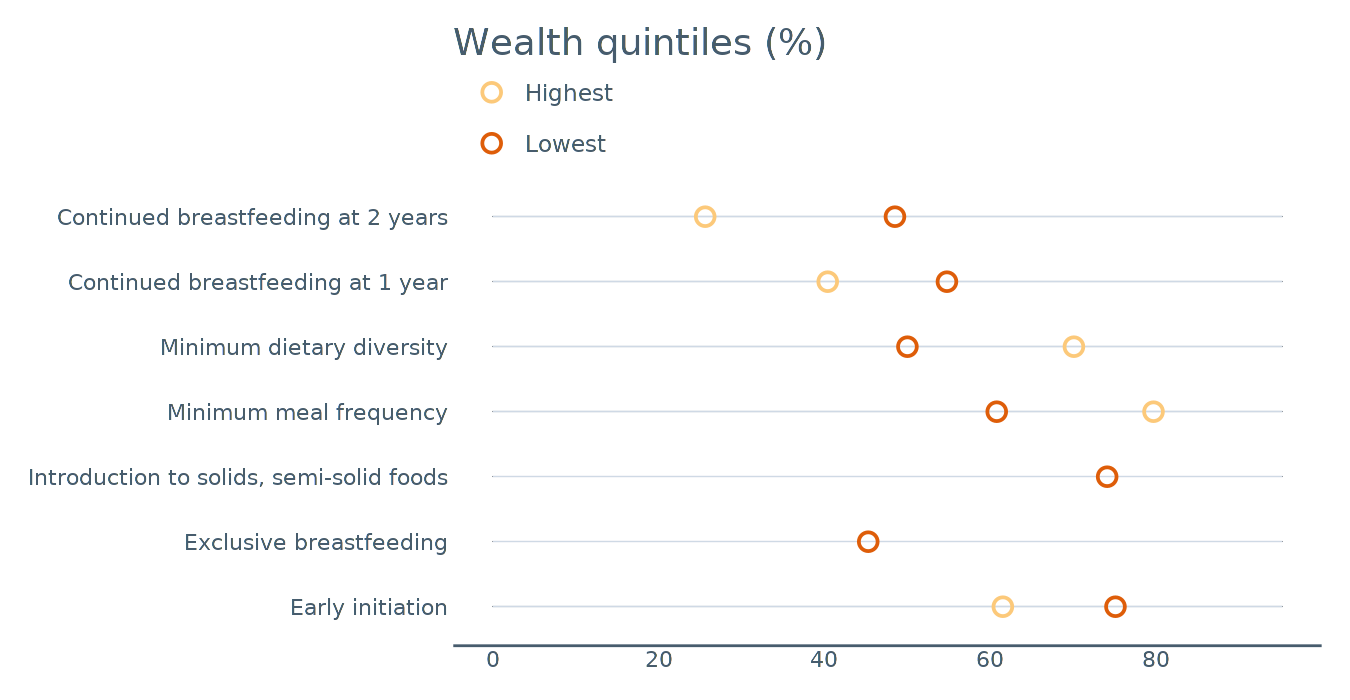 Wealth quintiles (%)
Highest
Lowest
Continued breastfeeding at 2 years
Continued breastfeeding at 1 year
Minimum dietary diversity
Minimum meal frequency
Introduction to solids, semi-solid foods
Exclusive breastfeeding
Early initiation
0 20 40 60 80